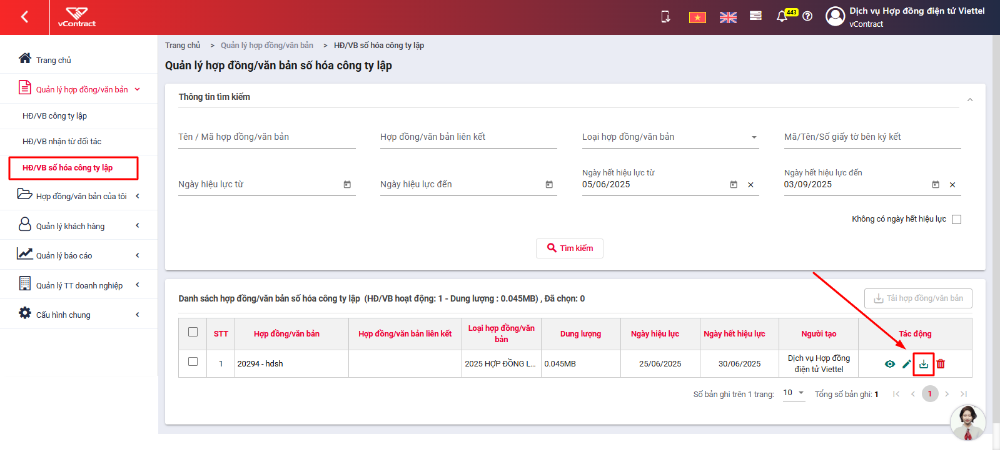 vContract
443
Dịch vụ Hợp đồng điện tử Viettel
vContract
Trang chủ
Quản lý hợp đồng/văn bản
HĐ/VB công ty lập
HĐ/VB nhận từ đối tác
HĐ/VB số hóa công ty lập
Hợp đồng/văn bản của tôi
Quản lý khách hàng
Quản lý báo cáo
Quản lý TT doanh nghiệp
Cấu hình chung
Trang chủ > Quản lý hợp đồng/văn bản > HĐ/VB số hóa công ty lập
Quản lý hợp đồng/văn bản số hóa công ty lập
Thông tin tìm kiếm
Tên / Mã hợp đồng/văn bản
Hợp đồng/văn bản liên kết
Loại hợp đồng/văn bản
Mã/Tên/Số giấy tờ bên ký kết
Ngày hiệu lực từ
Ngày hiệu lực đến
Ngày hết hiệu lực từ
05/06/2025
Ngày hết hiệu lực đến
03/09/2025
Không có ngày hết hiệu lực
Tìm kiếm
Danh sách hợp đồng/văn bản số hóa công ty lập (HĐ/VB hoạt động: 1 - Dung lượng : 0.045MB) , Đã chọn: 0
Tải hợp đồng/văn bản
STT
Hợp đồng/văn bản
Hợp đồng/văn bản liên kết
Loại hợp đồng/văn
bản
Dung lượng
Ngày hiệu lực
Ngày hết hiệu lực
Người tạo
Tác động
1
20294 - hdsh
2025 HỢP ĐỒNG L...
0.045MB
25/06/2025
30/06/2025
Dịch vụ Hợp đồng
điện tử Viettel
Số bản ghi trên 1 trang: 10
Tổng số bản ghi: 1
1